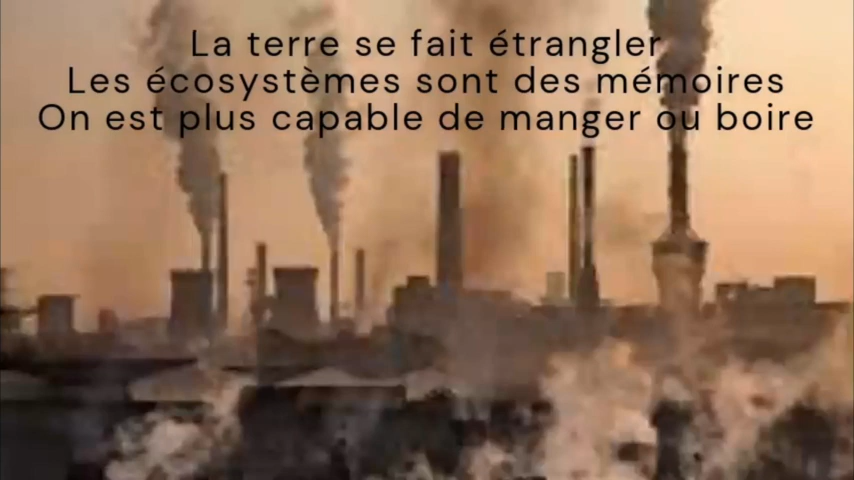 La terre se fait étrangler
Les écosystèmes sont des mémoires
On est plus capable de manger ou boire